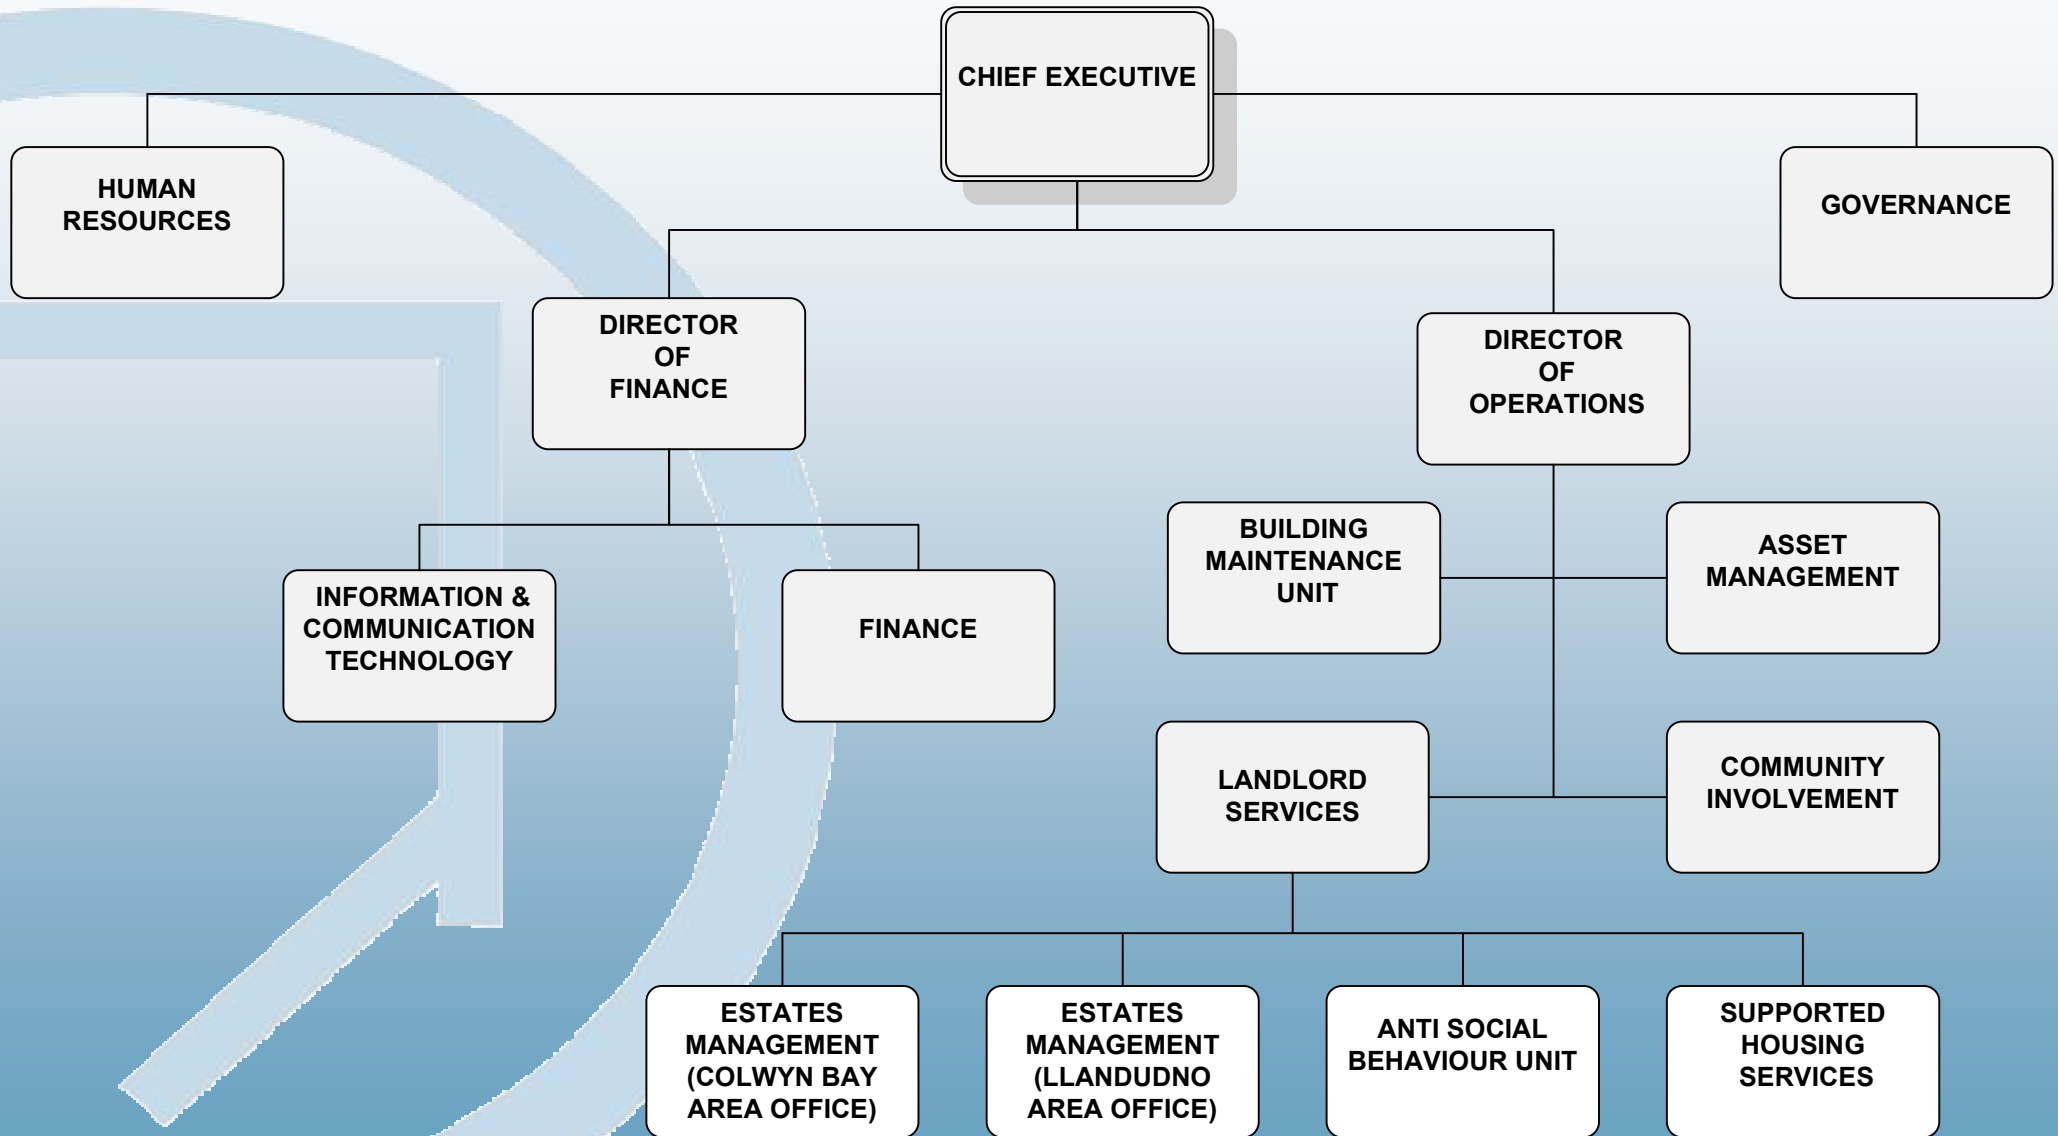 CHIEF EXECUTIVE
HUMAN
RESOURCES
GOVERNANCE
DIRECTOR
OF
FINANCE
DIRECTOR
OF
OPERATIONS
BUILDING
MAINTENANCE
UNIT
ASSET
MANAGEMENT
INFORMATION &
COMMUNICATION
TECHNOLOGY
FINANCE
LANDLORD
SERVICES
COMMUNITY
INVOLVEMENT
ESTATES
MANAGEMENT
(COLWYN BAY
AREA OFFICE)
ESTATES
MANAGEMENT
(LLANDUDNO
AREA OFFICE)
ANTI SOCIAL
BEHAVIOUR UNIT
SUPPORTED
HOUSING
SERVICES